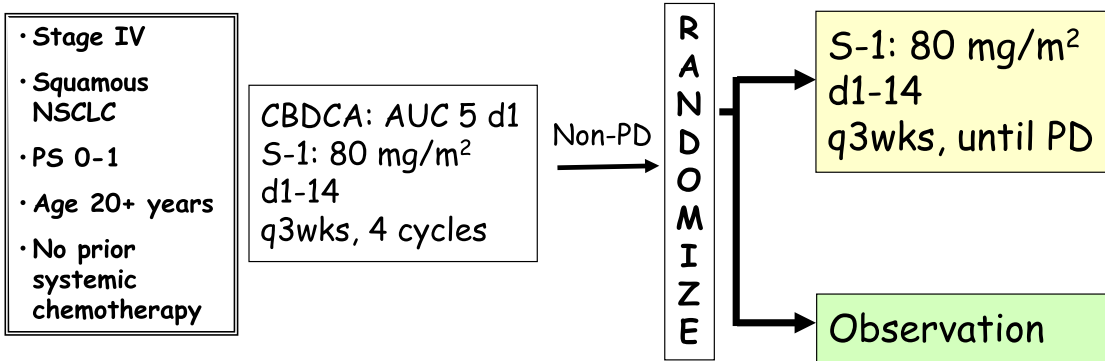 ・Stage IV
・Squamous
NSCLC
・PS 0-1
・Age 20+ years
・No prior
systemic
chemotherapy
CBDCA: AUC 5 d1
S-1: 80 mg/m²
d1-14
q3wks, 4 cycles
Non-PD
RANDOMIZE
S-1: 80 mg/m²
d1-14
q3wks, until PD
Observation